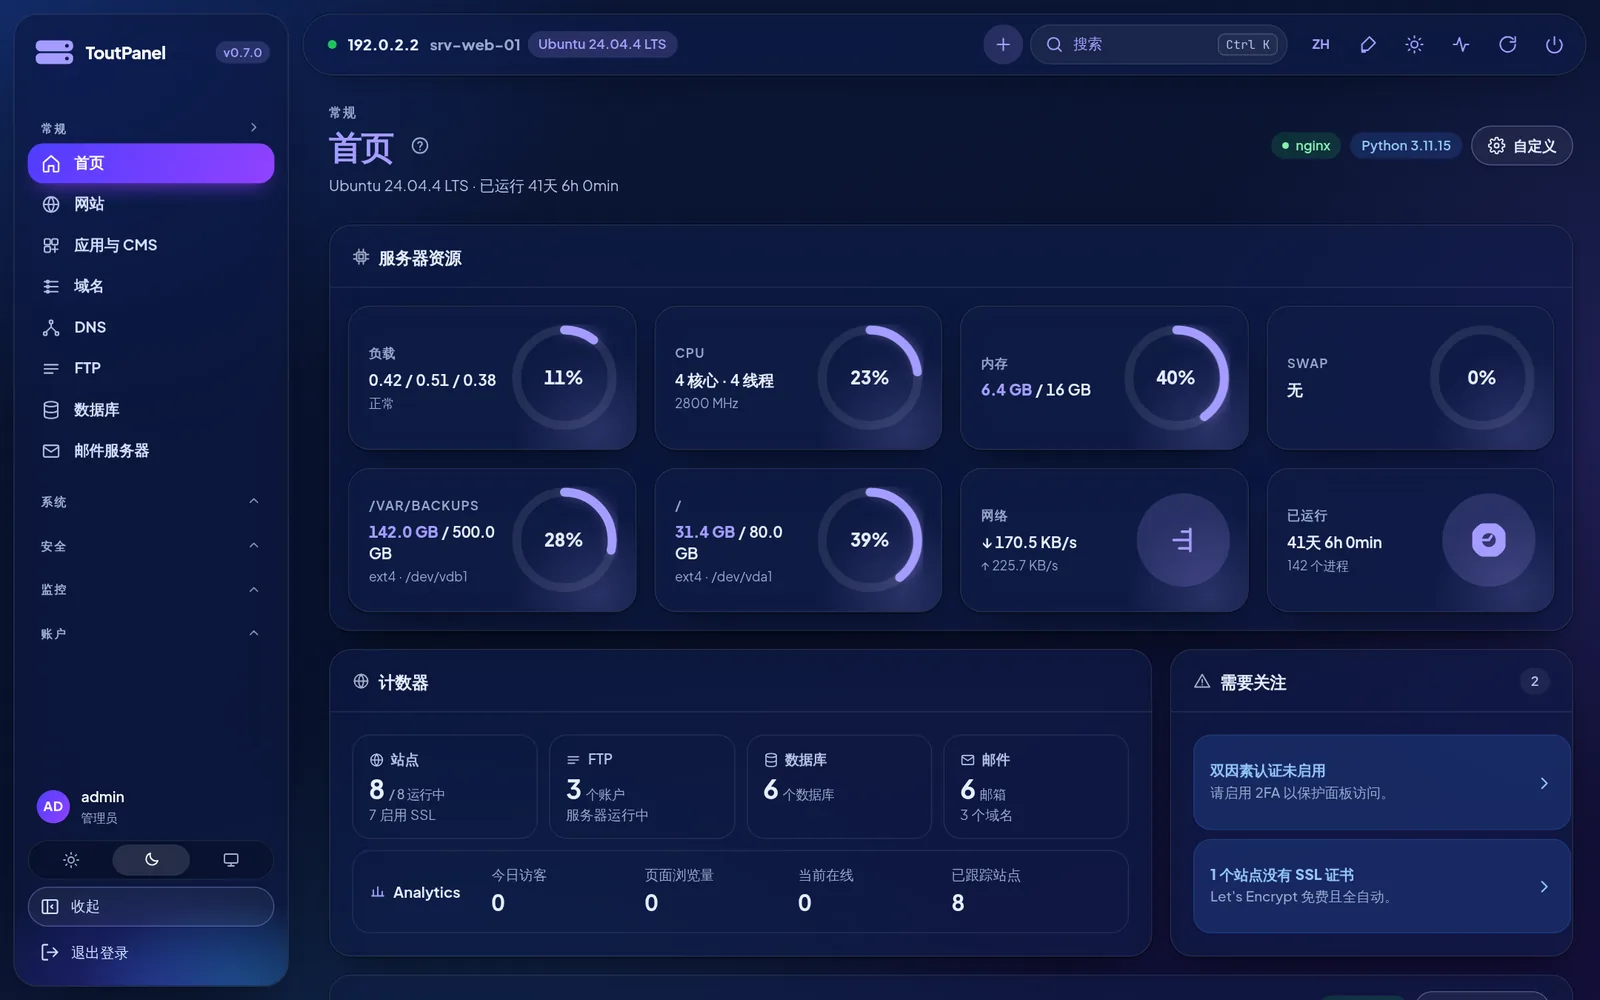 ToutPanel
v0.7.0
常规
首页
网站
应用与 CMS
域名
DNS
FTP
数据库
邮件服务器
系统
安全
监控
账户
AD
admin
管理员
收起
退出登录
192.0.2.2 srv-web-01 Ubuntu 24.04.4 LTS
搜索
Ctrl K
ZH
常规
首页
Ubuntu 24.04.4 LTS · 已运行 41天 6h 0min
nginx
Python 3.11.15
自定义
服务器资源
负载
0.42 / 0.51 / 0.38
正常
11%
CPU
4 核心 · 4 线程
2800 MHz
23%
内存
6.4 GB / 16 GB
40%
SWAP
无
0%
/VAR/BACKUPS
142.0 GB / 500.0
GB
ext4 · /dev/vdb1
28%
/
31.4 GB / 80.0
GB
ext4 · /dev/vda1
39%
网络
↓ 170.5 KB/s
↑ 225.7 KB/s
已运行
41天 6h 0min
142 个进程
计数器
站点
8 / 8 运行中
7 启用 SSL
FTP
3 个账户
服务器运行中
数据库
6 个数据库
邮件
6 邮箱
3 个域名
Analytics
今日访客
0
页面浏览量
0
当前在线
0
已跟踪站点
8
需要关注
2
双因素认证未启用
请启用 2FA 以保护面板访问。
1 个站点没有 SSL 证书
Let's Encrypt 免费且全自动。